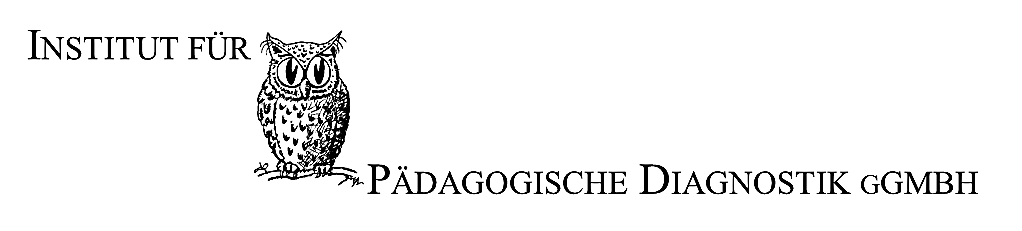 INSTITUT FÜR
PÄDAGOGISCHE DIAGNOSTIK GGMBH